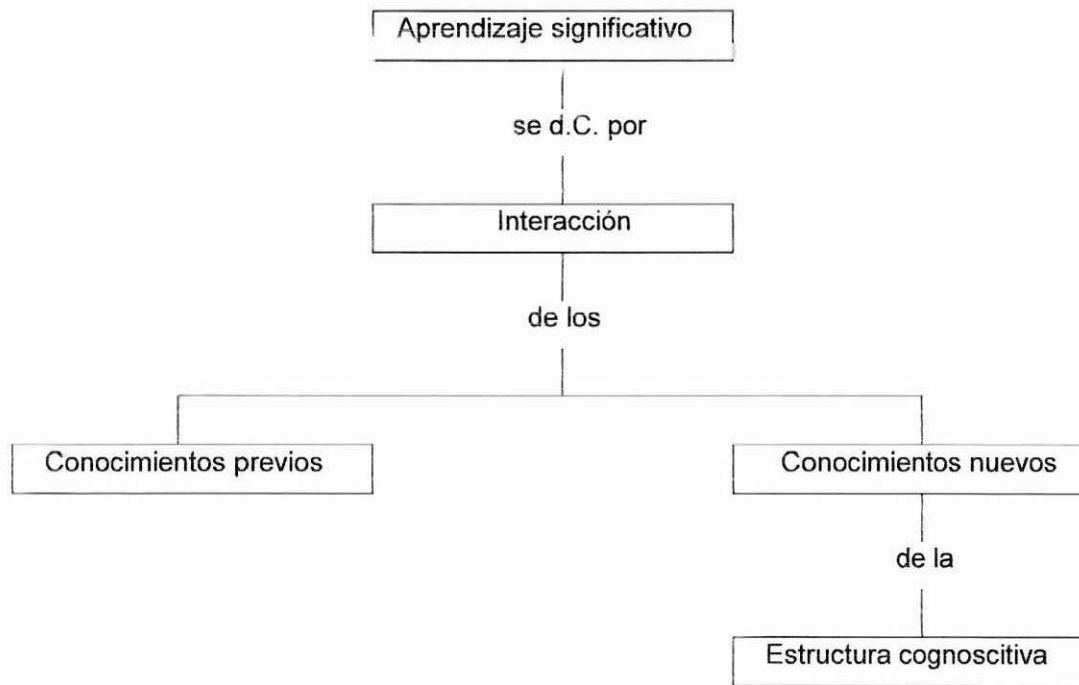 Aprendizaje significativo
se d.C. por
Interacción
de los
Conocimientos previos
Conocimientos nuevos
de la
Estructura cognoscitiva